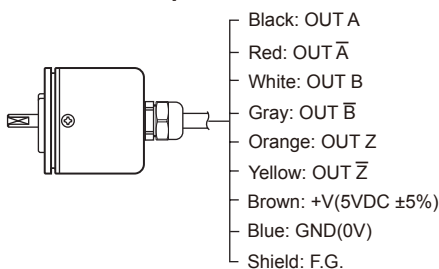 Black: OUT A
Red: OUT A̅
White: OUT B
Gray: OUT B̅
Orange: OUT Z
Yellow: OUT Z̅
Brown: +V(5VDC ±5%)
Blue: GND(0V)
Shield: F.G.